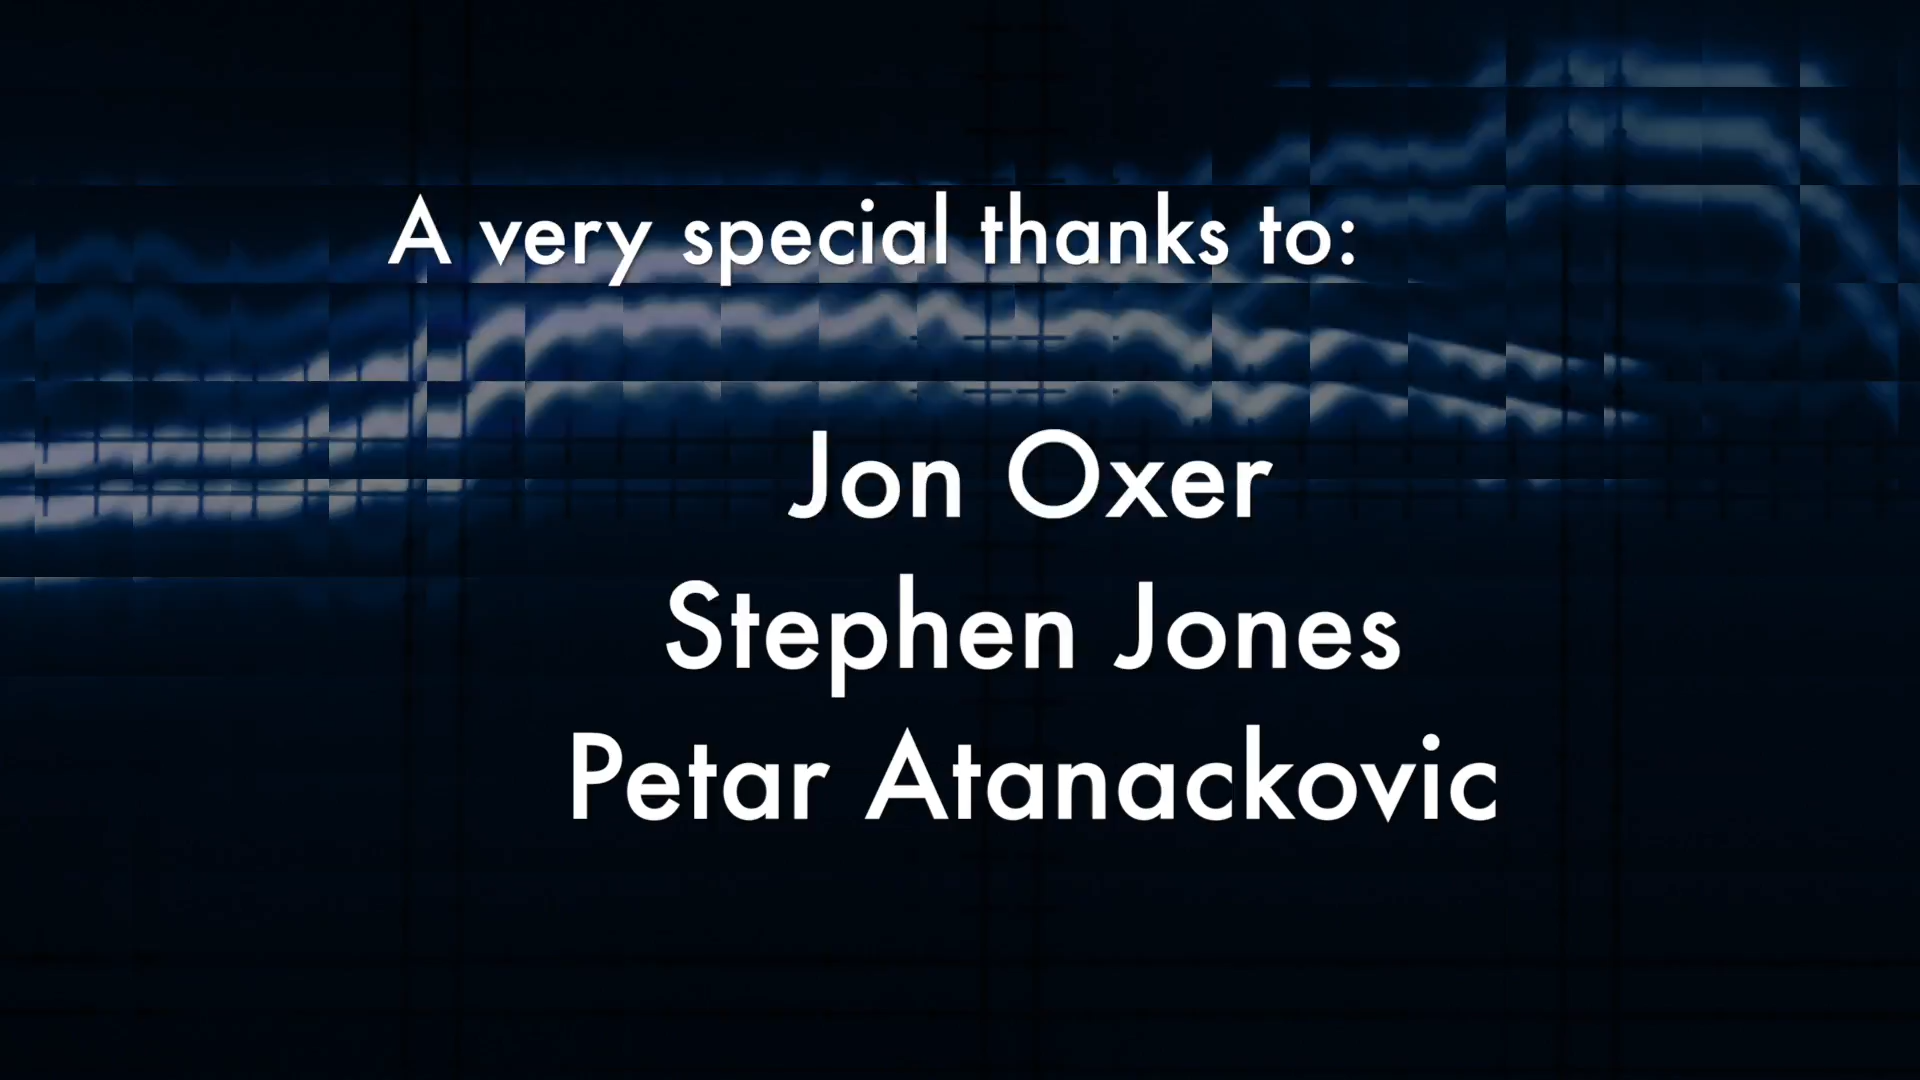 A very special thanks to:
Jon Oxer
Stephen Jones
Petar Atanackovic